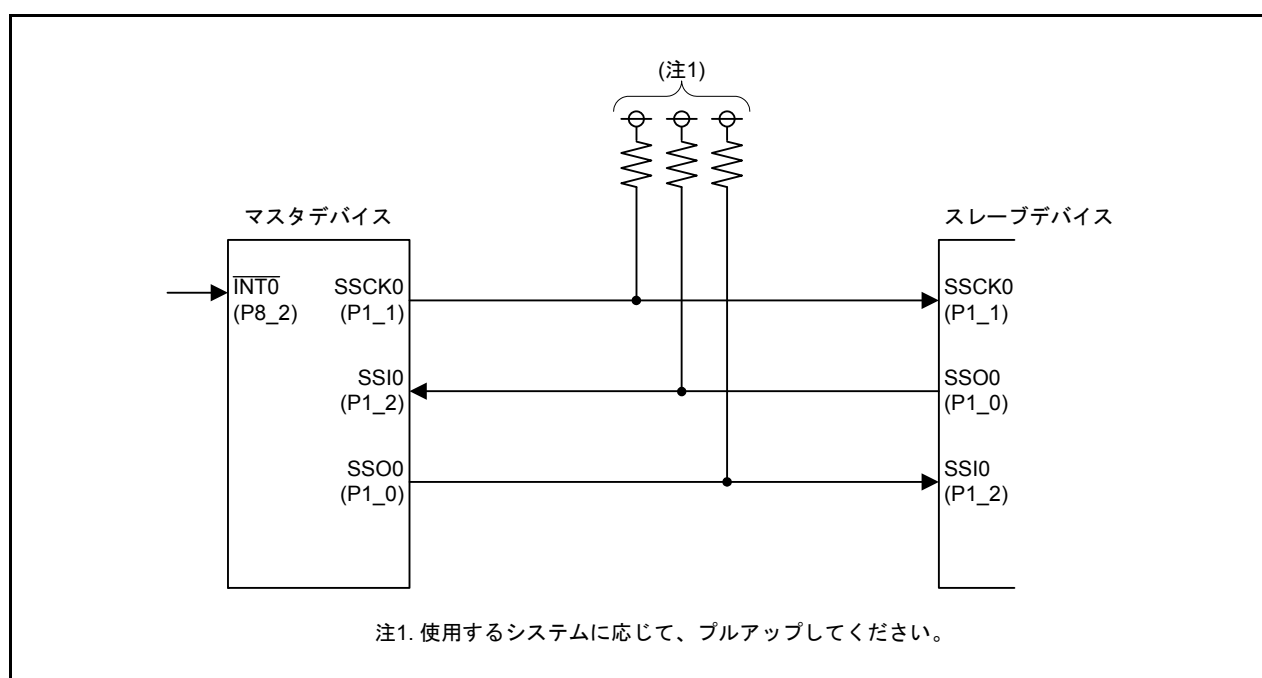 (注1)
マスタデバイス
スレーブデバイス
INT0
(P8_2)
SSCK0
(P1_1)
SSI0
(P1_2)
SSO0
(P1_0)
SSCK0
(P1_1)
SSO0
(P1_0)
SSI0
(P1_2)
注1. 使用するシステムに応じて、プルアップしてください。